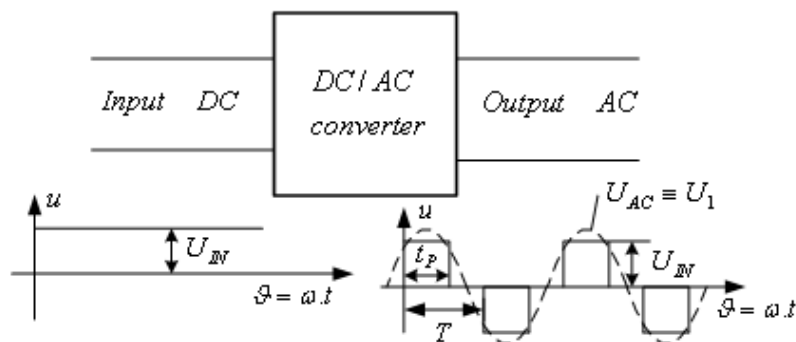 Input DC
DC / AC
converter
Output AC
u
U_IN
ϑ = ω.t
u
U_AC ≡ U_1
t_P
U_IN
T
ϑ = ω.t